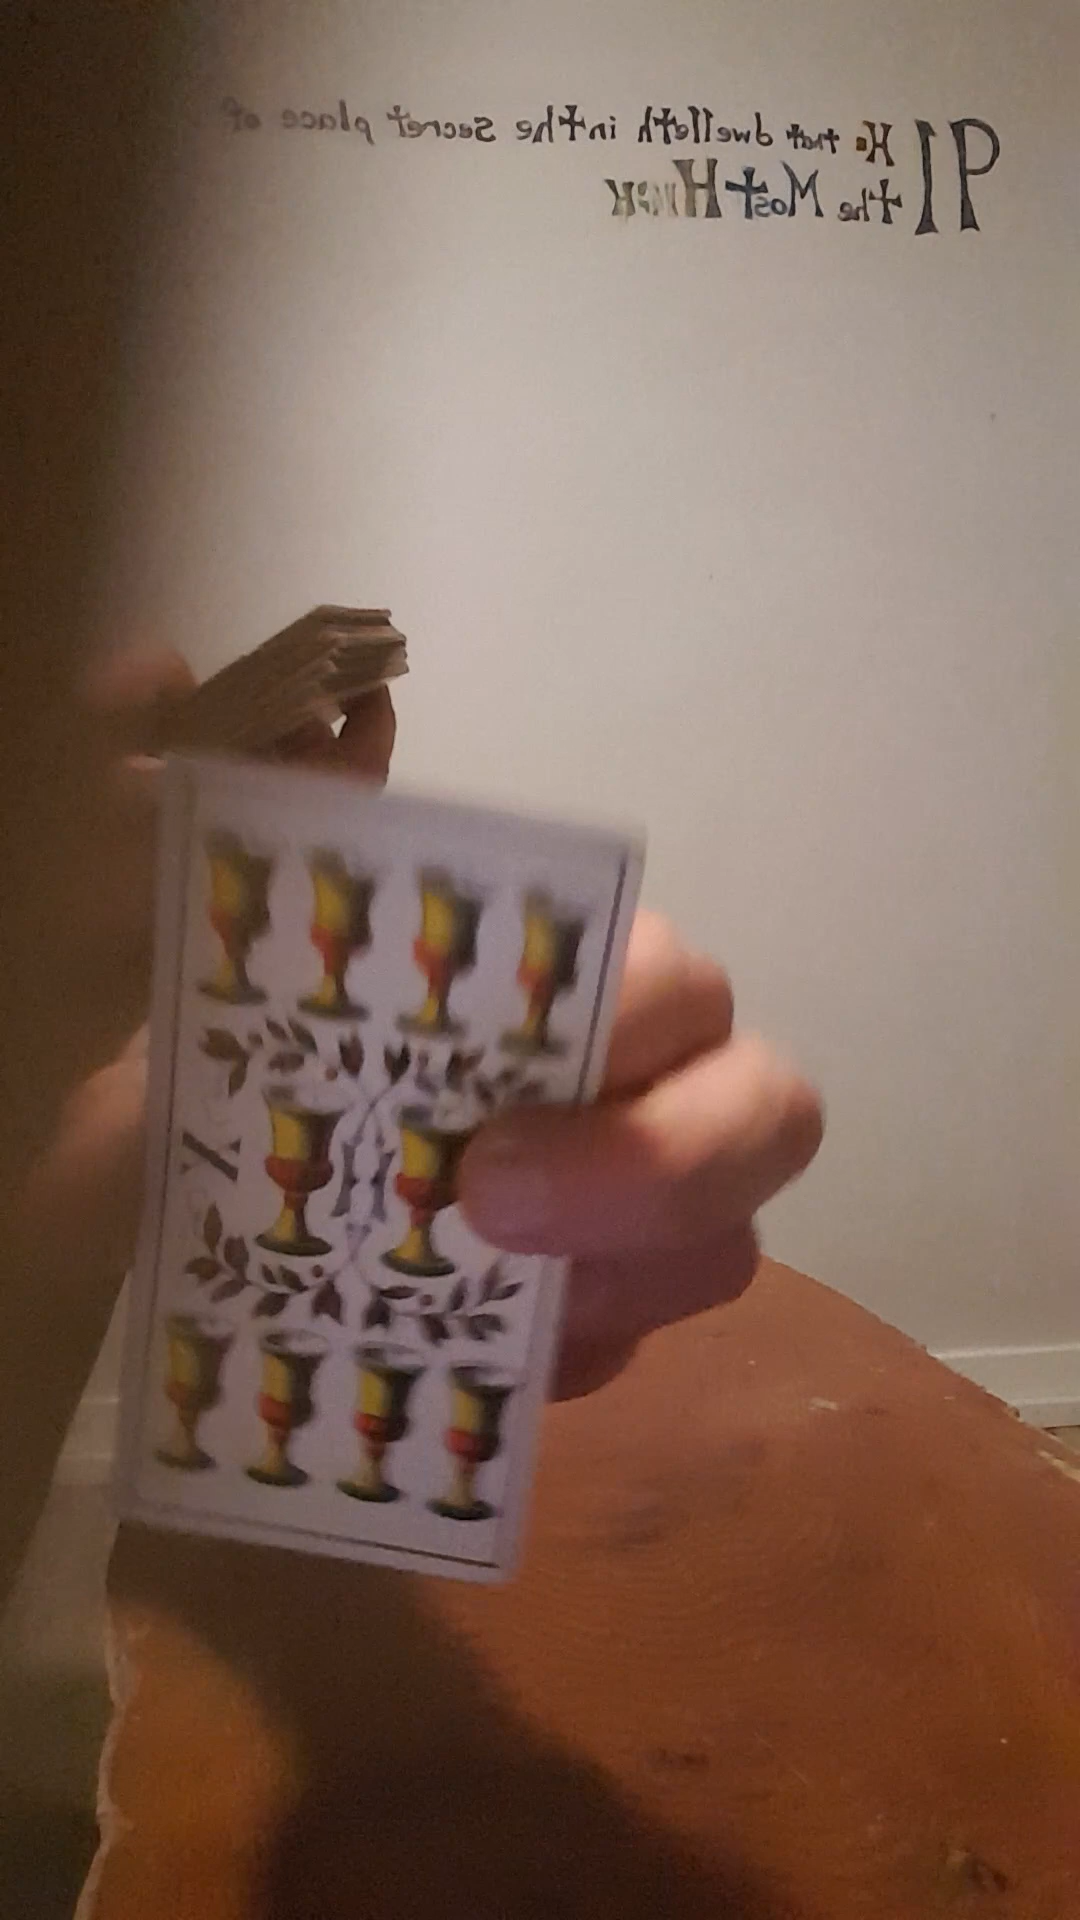 91 He that dwelleth in the Secret place of
the Most High
X